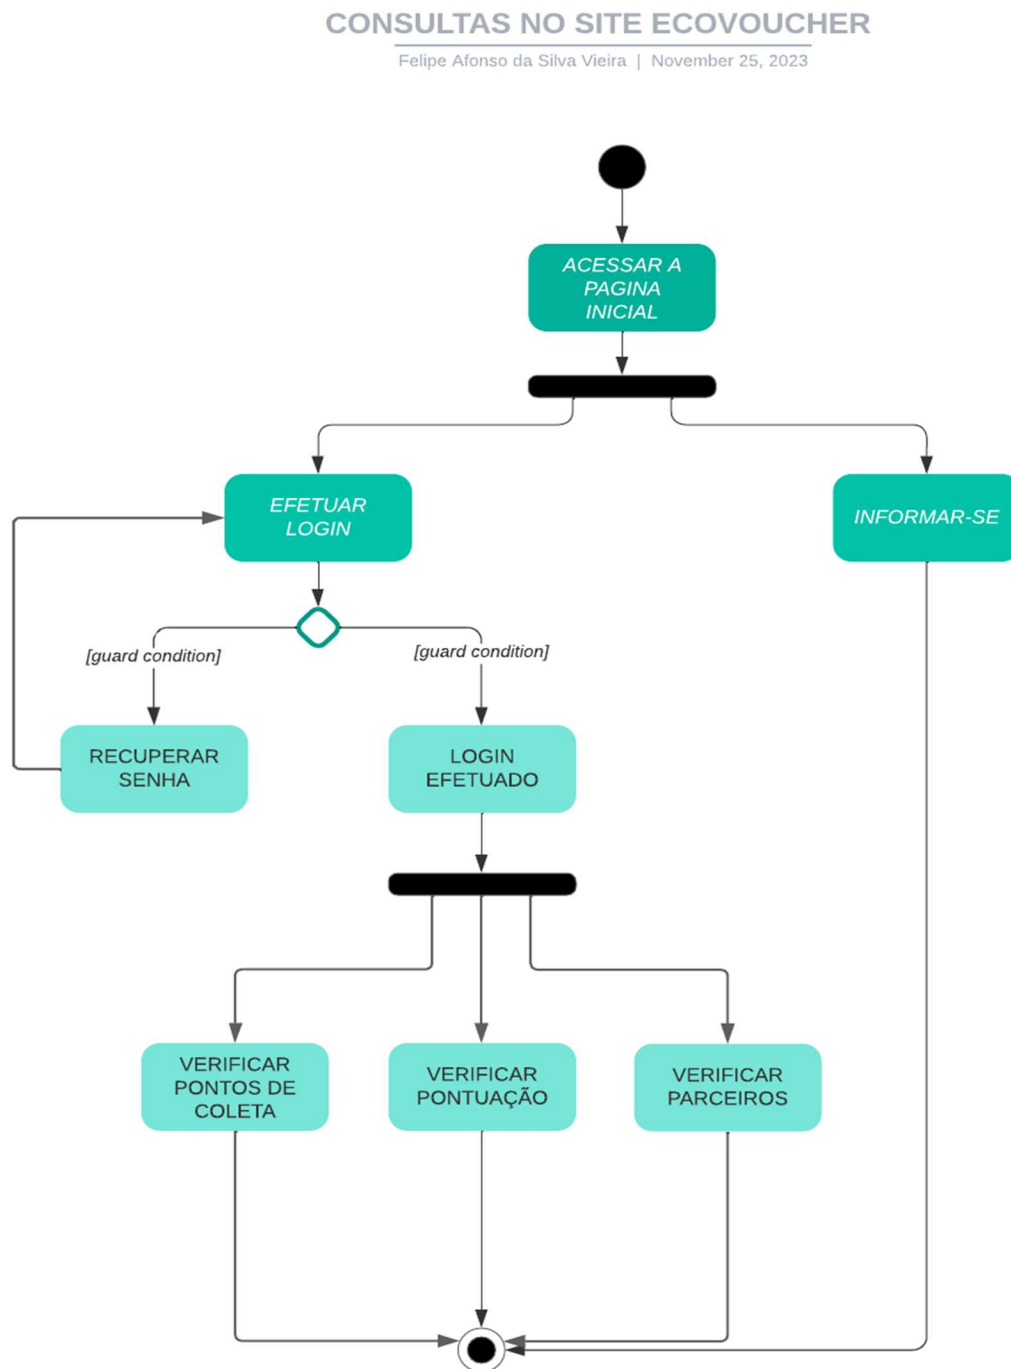 CONSULTAS NO SITE ECOVOUCHER
Felipe Afonso da Silva Vieira | November 25, 2023
ACESSAR A
PAGINA
INICIAL
EFETUAR
LOGIN
INFORMAR-SE
[guard condition]
[guard condition]
RECUPERAR
SENHA
LOGIN
EFETUADO
VERIFICAR
PONTOS DE
COLETA
VERIFICAR
PONTUAÇÃO
VERIFICAR
PARCEIROS